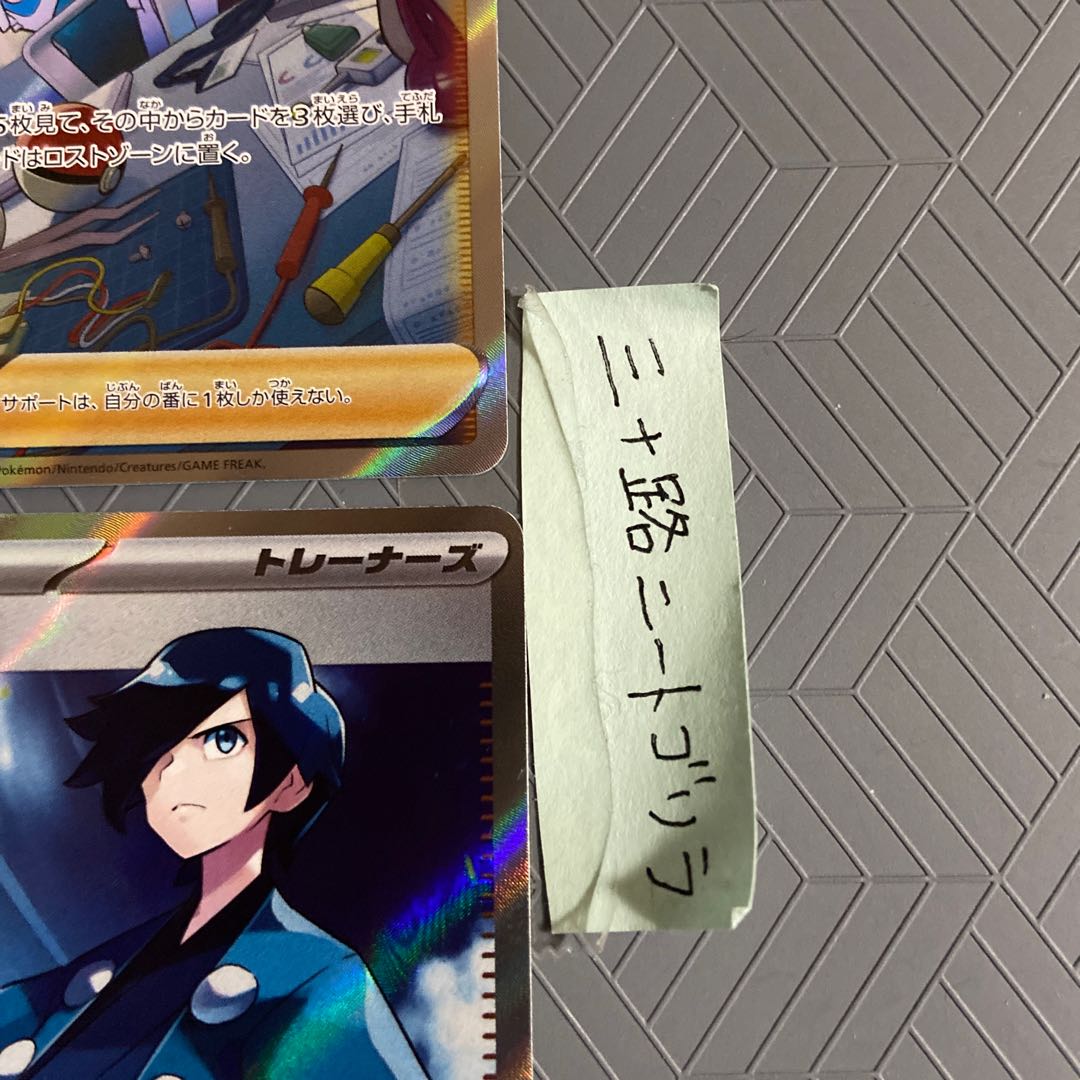 5枚見て、その中からカードを3枚選び、手札
ドはロストゾーンに置く。
サポートは、自分の番に1枚しか使えない。
Pokémon/Nintendo/Creatures/GAME FREAK.
トレーナーズ
三十路ニートゴリラ